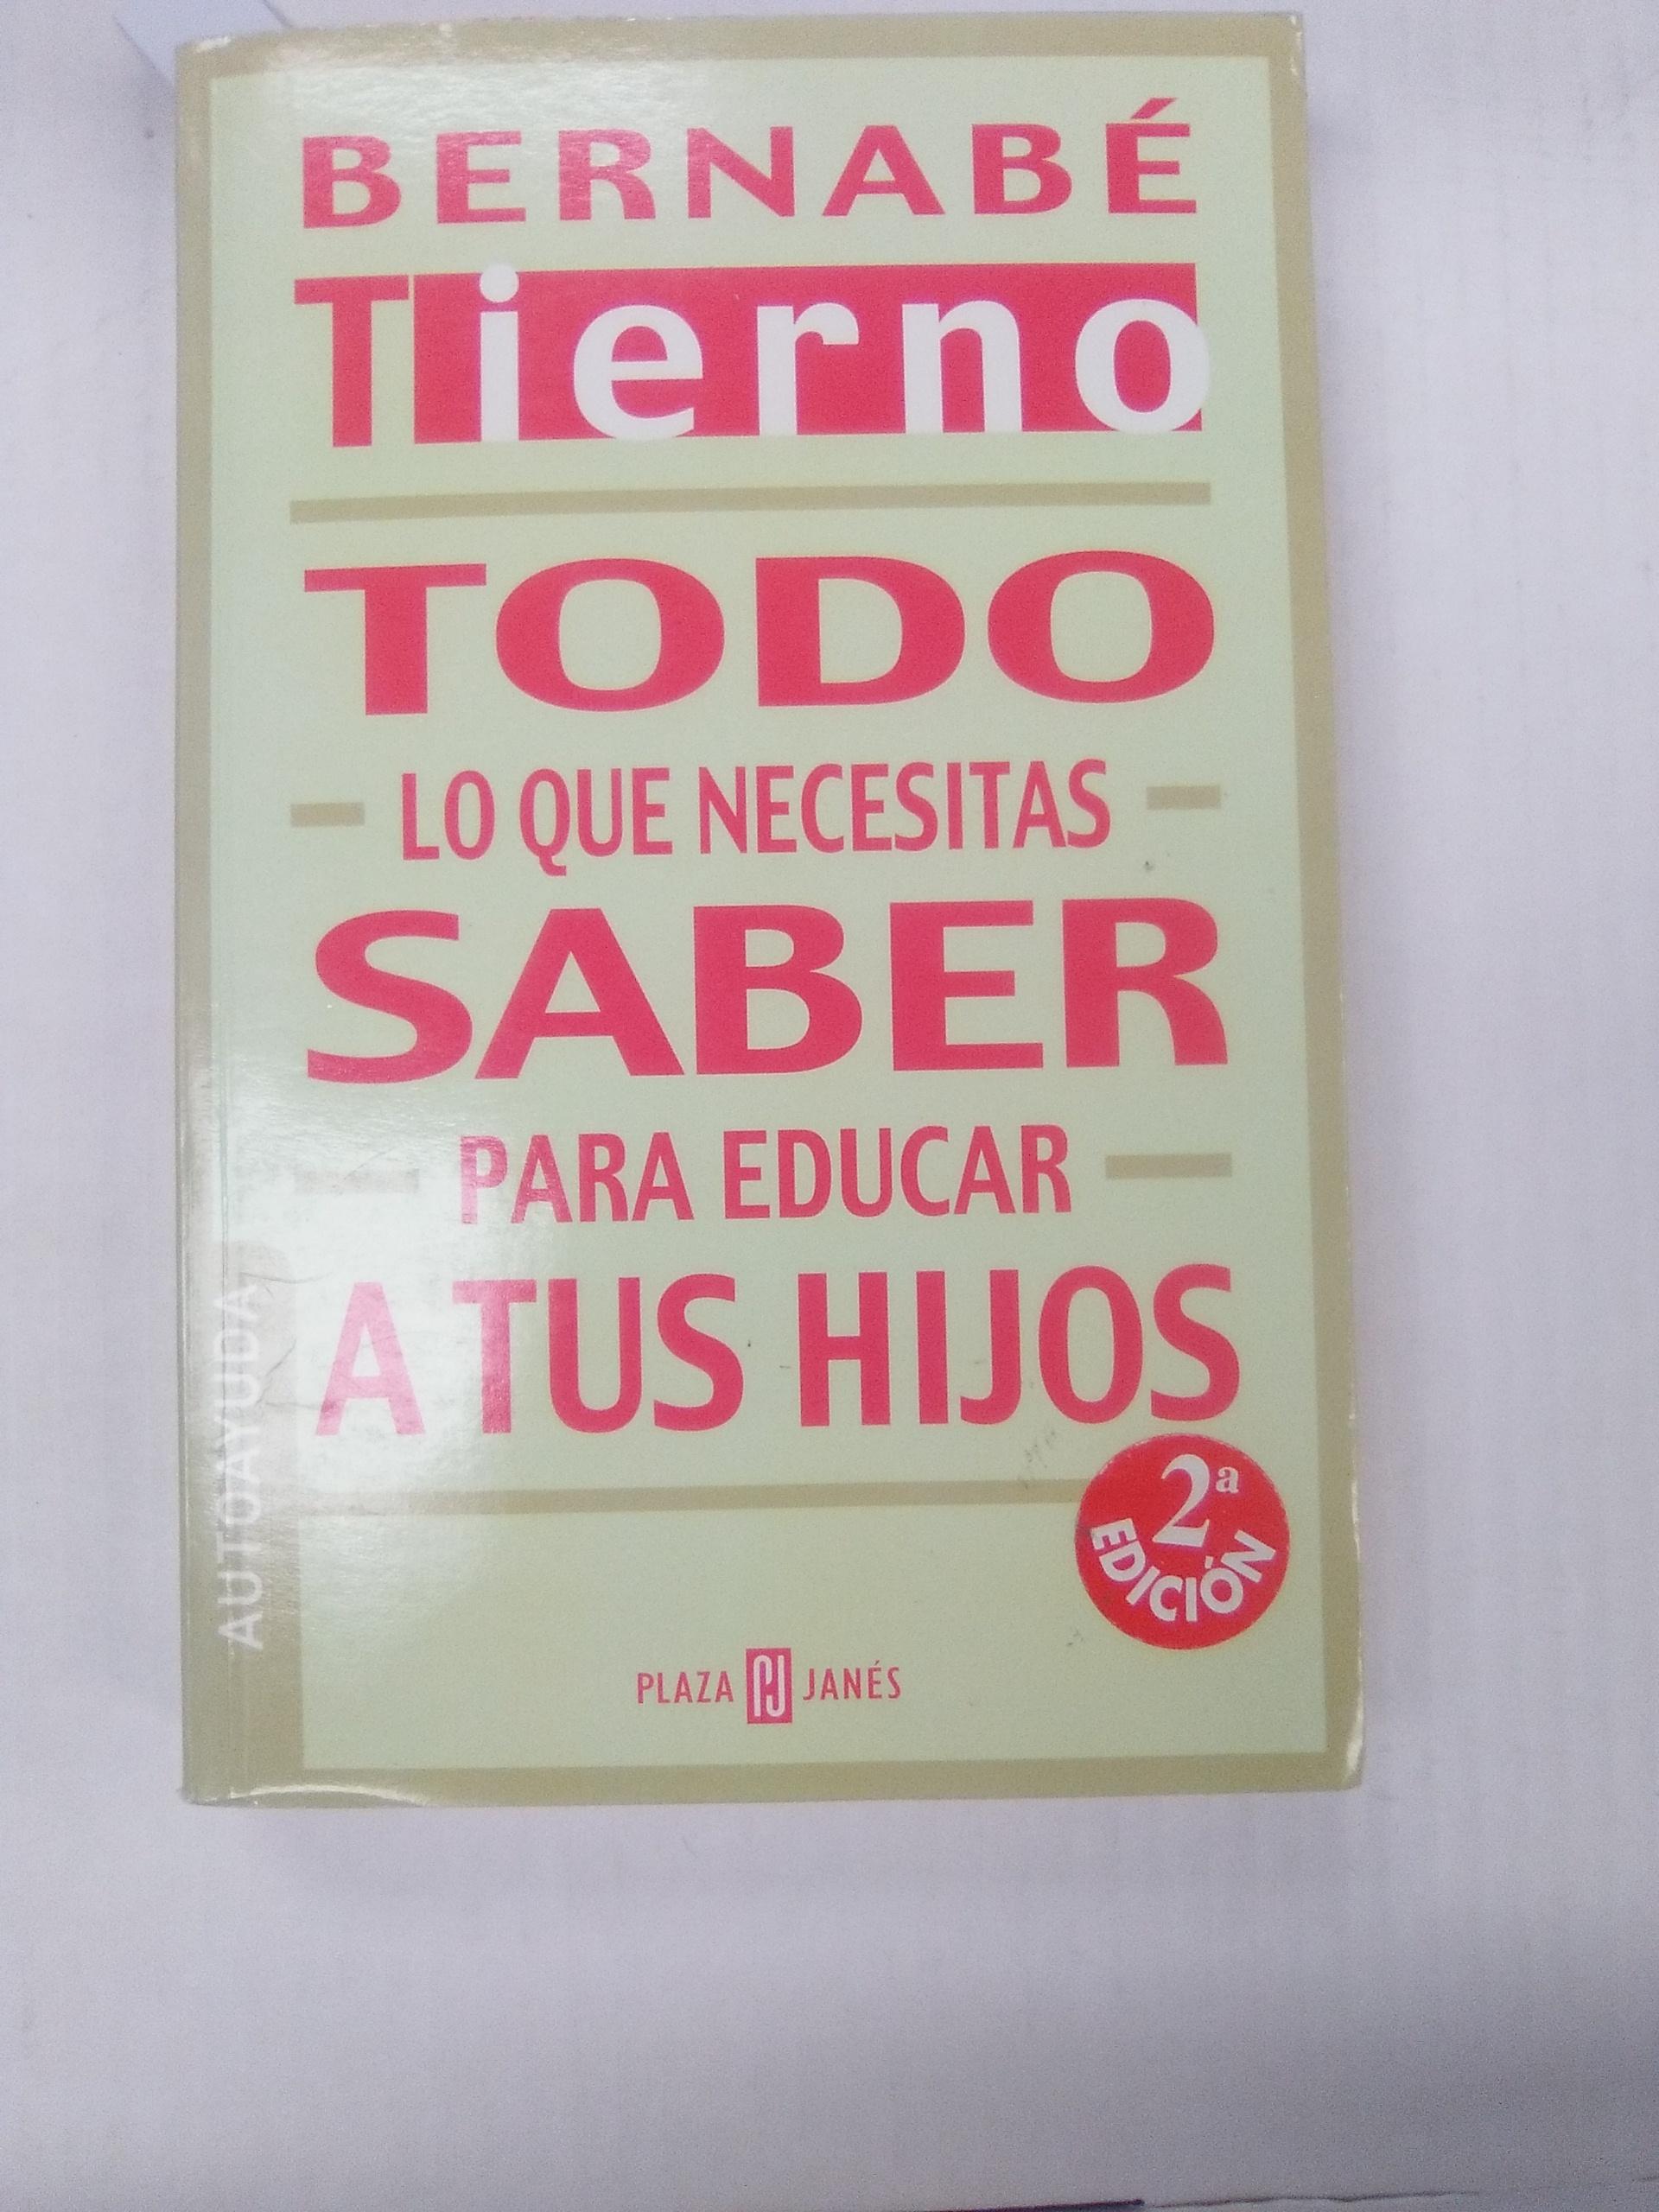 BERNABÉ
Tierno
TODO
LO QUE NECESITAS
SABER
PARA EDUCAR
A TUS HIJOS
2ª
EDICIÓN
AUTOAYUDA
PLAZA PJ JANÉS